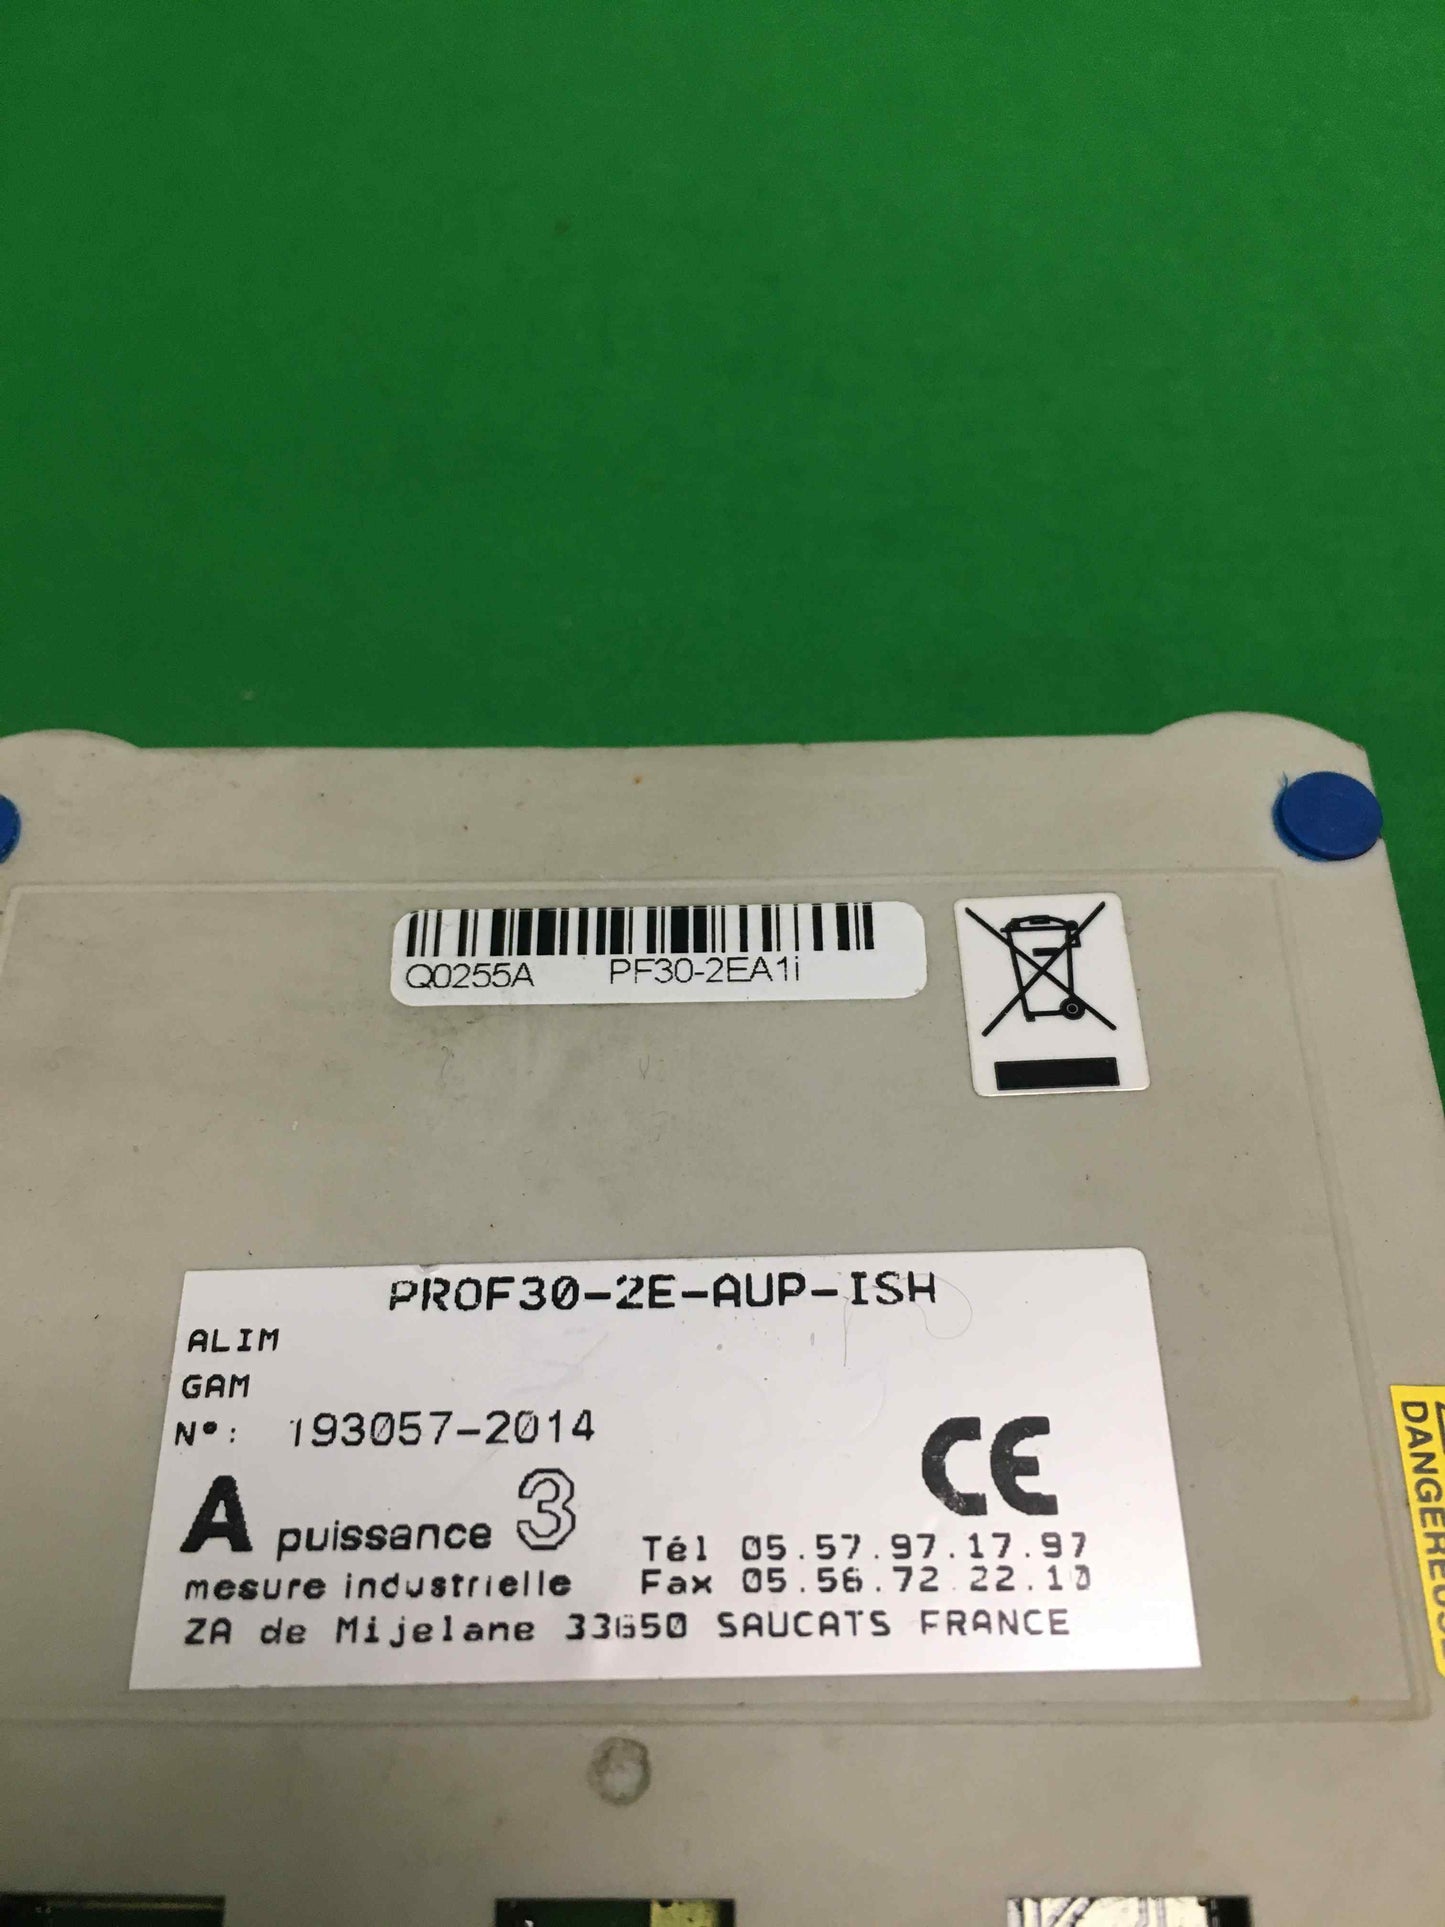 Q0255A PF30-2EA1i
PROF30-2E-AUP-ISH
ALIM
GAM
N°: 193057-2014
CE
A puissance 3
Tél 05.57.97.17.97
mesure industrielle Fax 05.56.72.22.10
ZA de Mijelane 33650 SAUCATS FRANCE